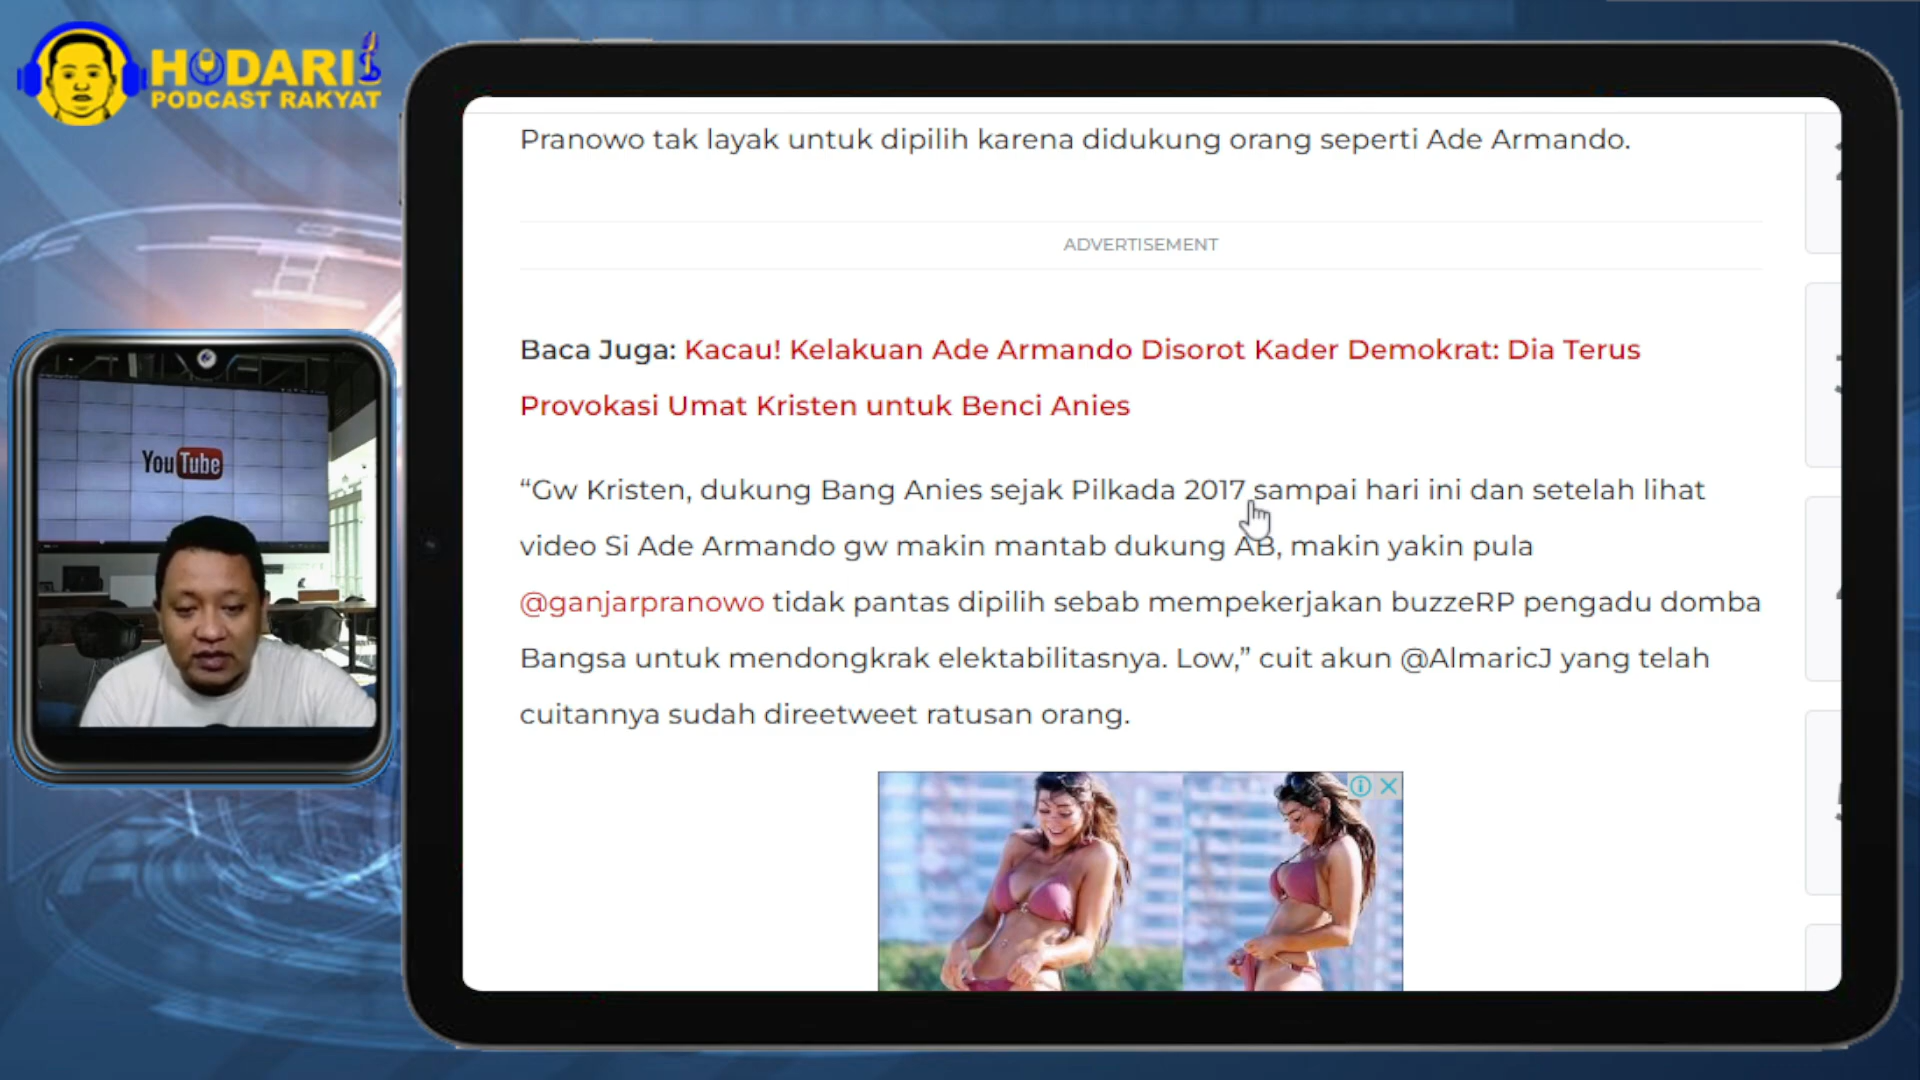 HODARI
PODCAST RAKYAT
YouTube
Pranowo tak layak untuk dipilih karena didukung orang seperti Ade Armando.
ADVERTISEMENT
Baca Juga: Kacau! Kelakuan Ade Armando Disorot Kader Demokrat: Dia Terus
Provokasi Umat Kristen untuk Benci Anies
“Gw Kristen, dukung Bang Anies sejak Pilkada 2017 sampai hari ini dan setelah lihat
video Si Ade Armando gw makin mantab dukung AB, makin yakin pula
@ganjarpranowo tidak pantas dipilih sebab mempekerjakan buzzeRP pengadu domba
Bangsa untuk mendongkrak elektabilitasnya. Low,” cuit akun @AlmaricJ yang telah
cuitannya sudah direetweet ratusan orang.